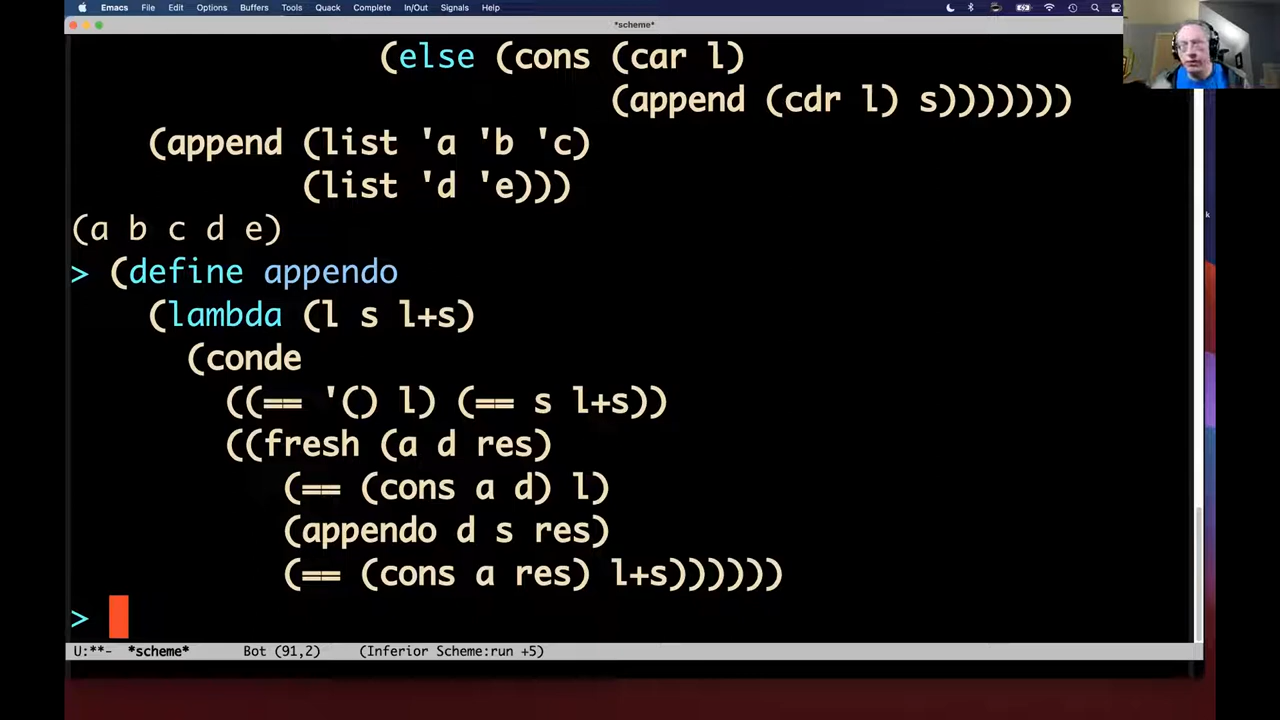 Emacs File Edit Options Buffers Tools Quack Complete In/Out Signals Help
*scheme*
(else (cons (car l)
(append (cdr l) s)))))))
(append (list 'a 'b 'c)
(list 'd 'e)))
(a b c d e)
> (define appendo
(lambda (l s l+s)
(conde
((== '() l) (== s l+s))
((fresh (a d res)
(== (cons a d) l)
(appendo d s res)
(== (cons a res) l+s))))))
>
U:**- *scheme* Bot (91,2) (Inferior Scheme:run +5)
k